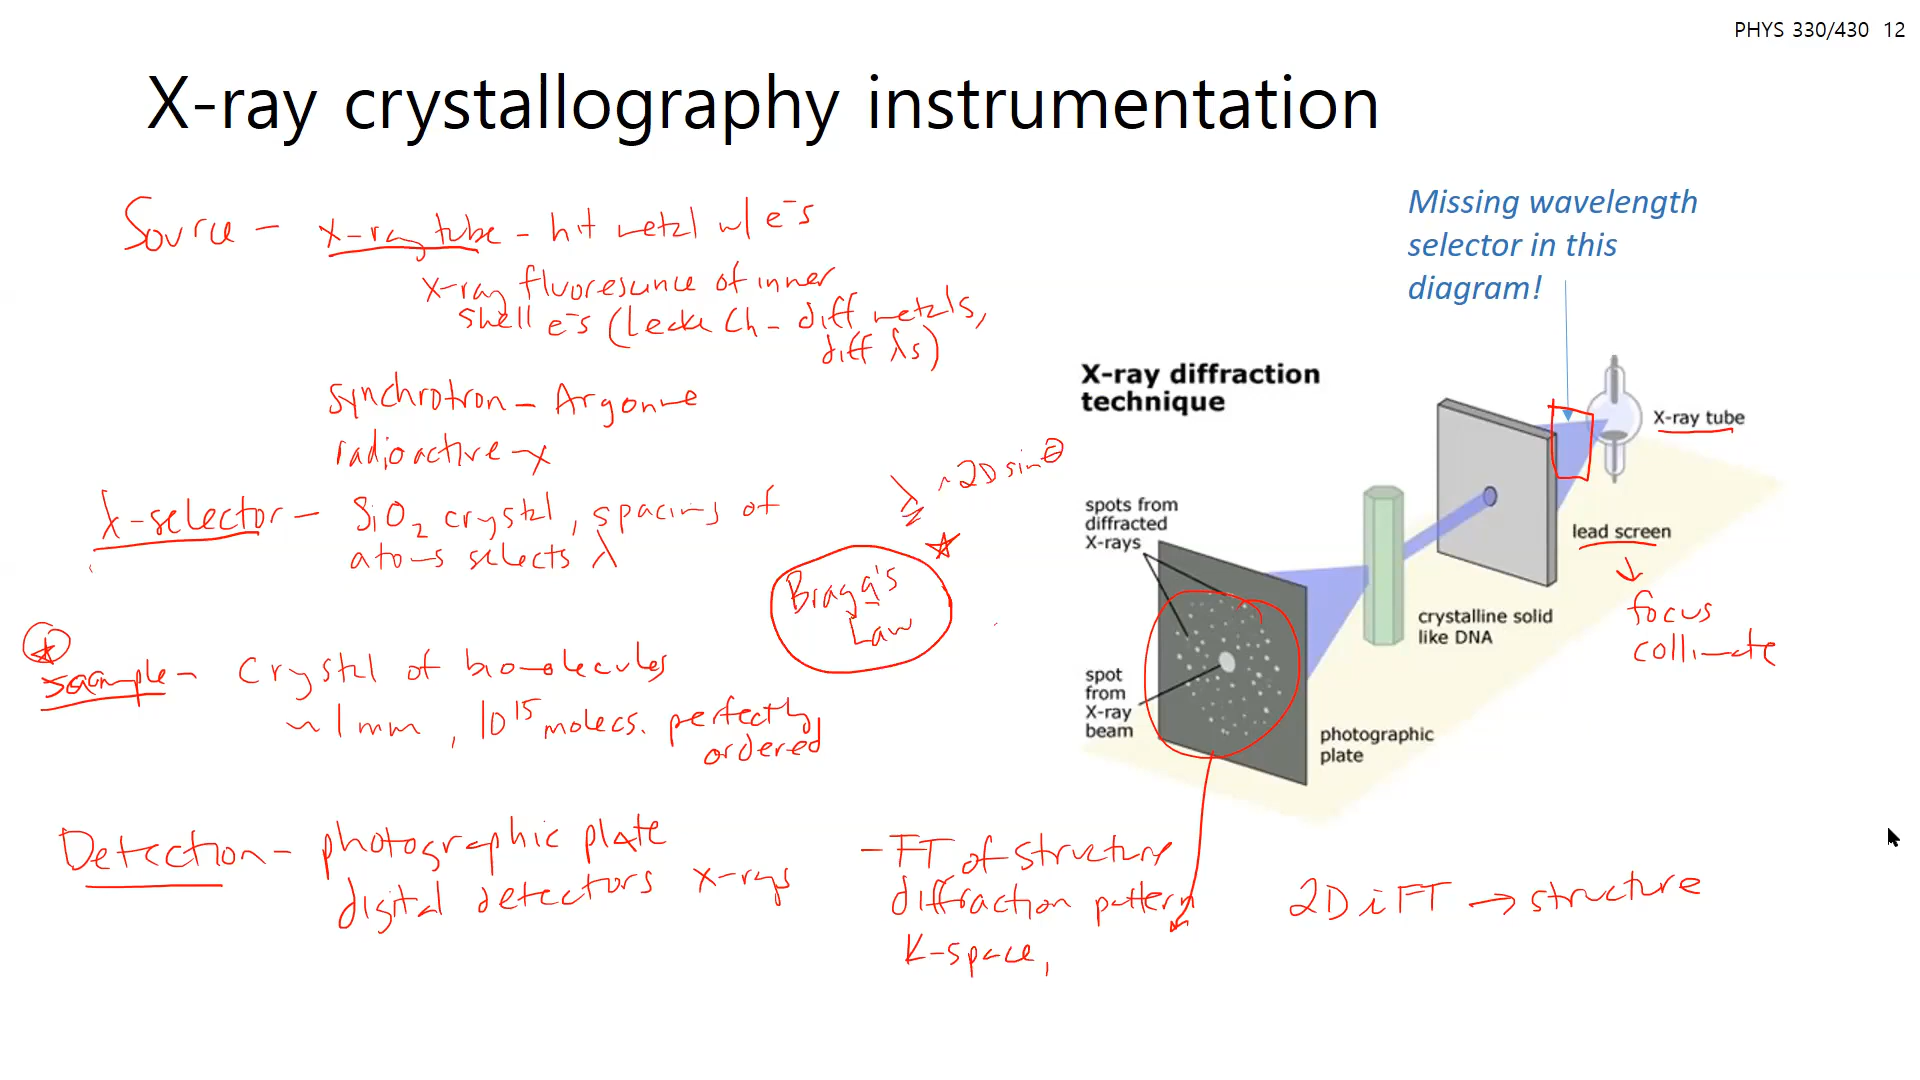 PHYS 330/430 12
X-ray crystallography instrumentation
Source - x-ray tube - hit metal w/ e⁻s
x-ray fluoresence of inner
shell e⁻s (Lecture Ch - diff metals,
diff λs)
Synchrotron - Argonne
radioactive - x
λ-selector - SiO₂ crystal, spacing of
atoms selects λ
λ ~ 2D sinθ
Bragg's
Law
sample - Crystal of biomolecules
~ 1 mm, 10¹⁵ molecs. perfectly
ordered
Detection - photographic plate
digital detectors x-rays
- FT of structure
diffraction pattern
K-space,
2D iFT → structure
Missing wavelength
selector in this
diagram!
X-ray diffraction
technique
X-ray tube
lead screen
focus
collimate
spots from
diffracted
X-rays
crystalline solid
like DNA
spot
from
X-ray
beam
photographic
plate